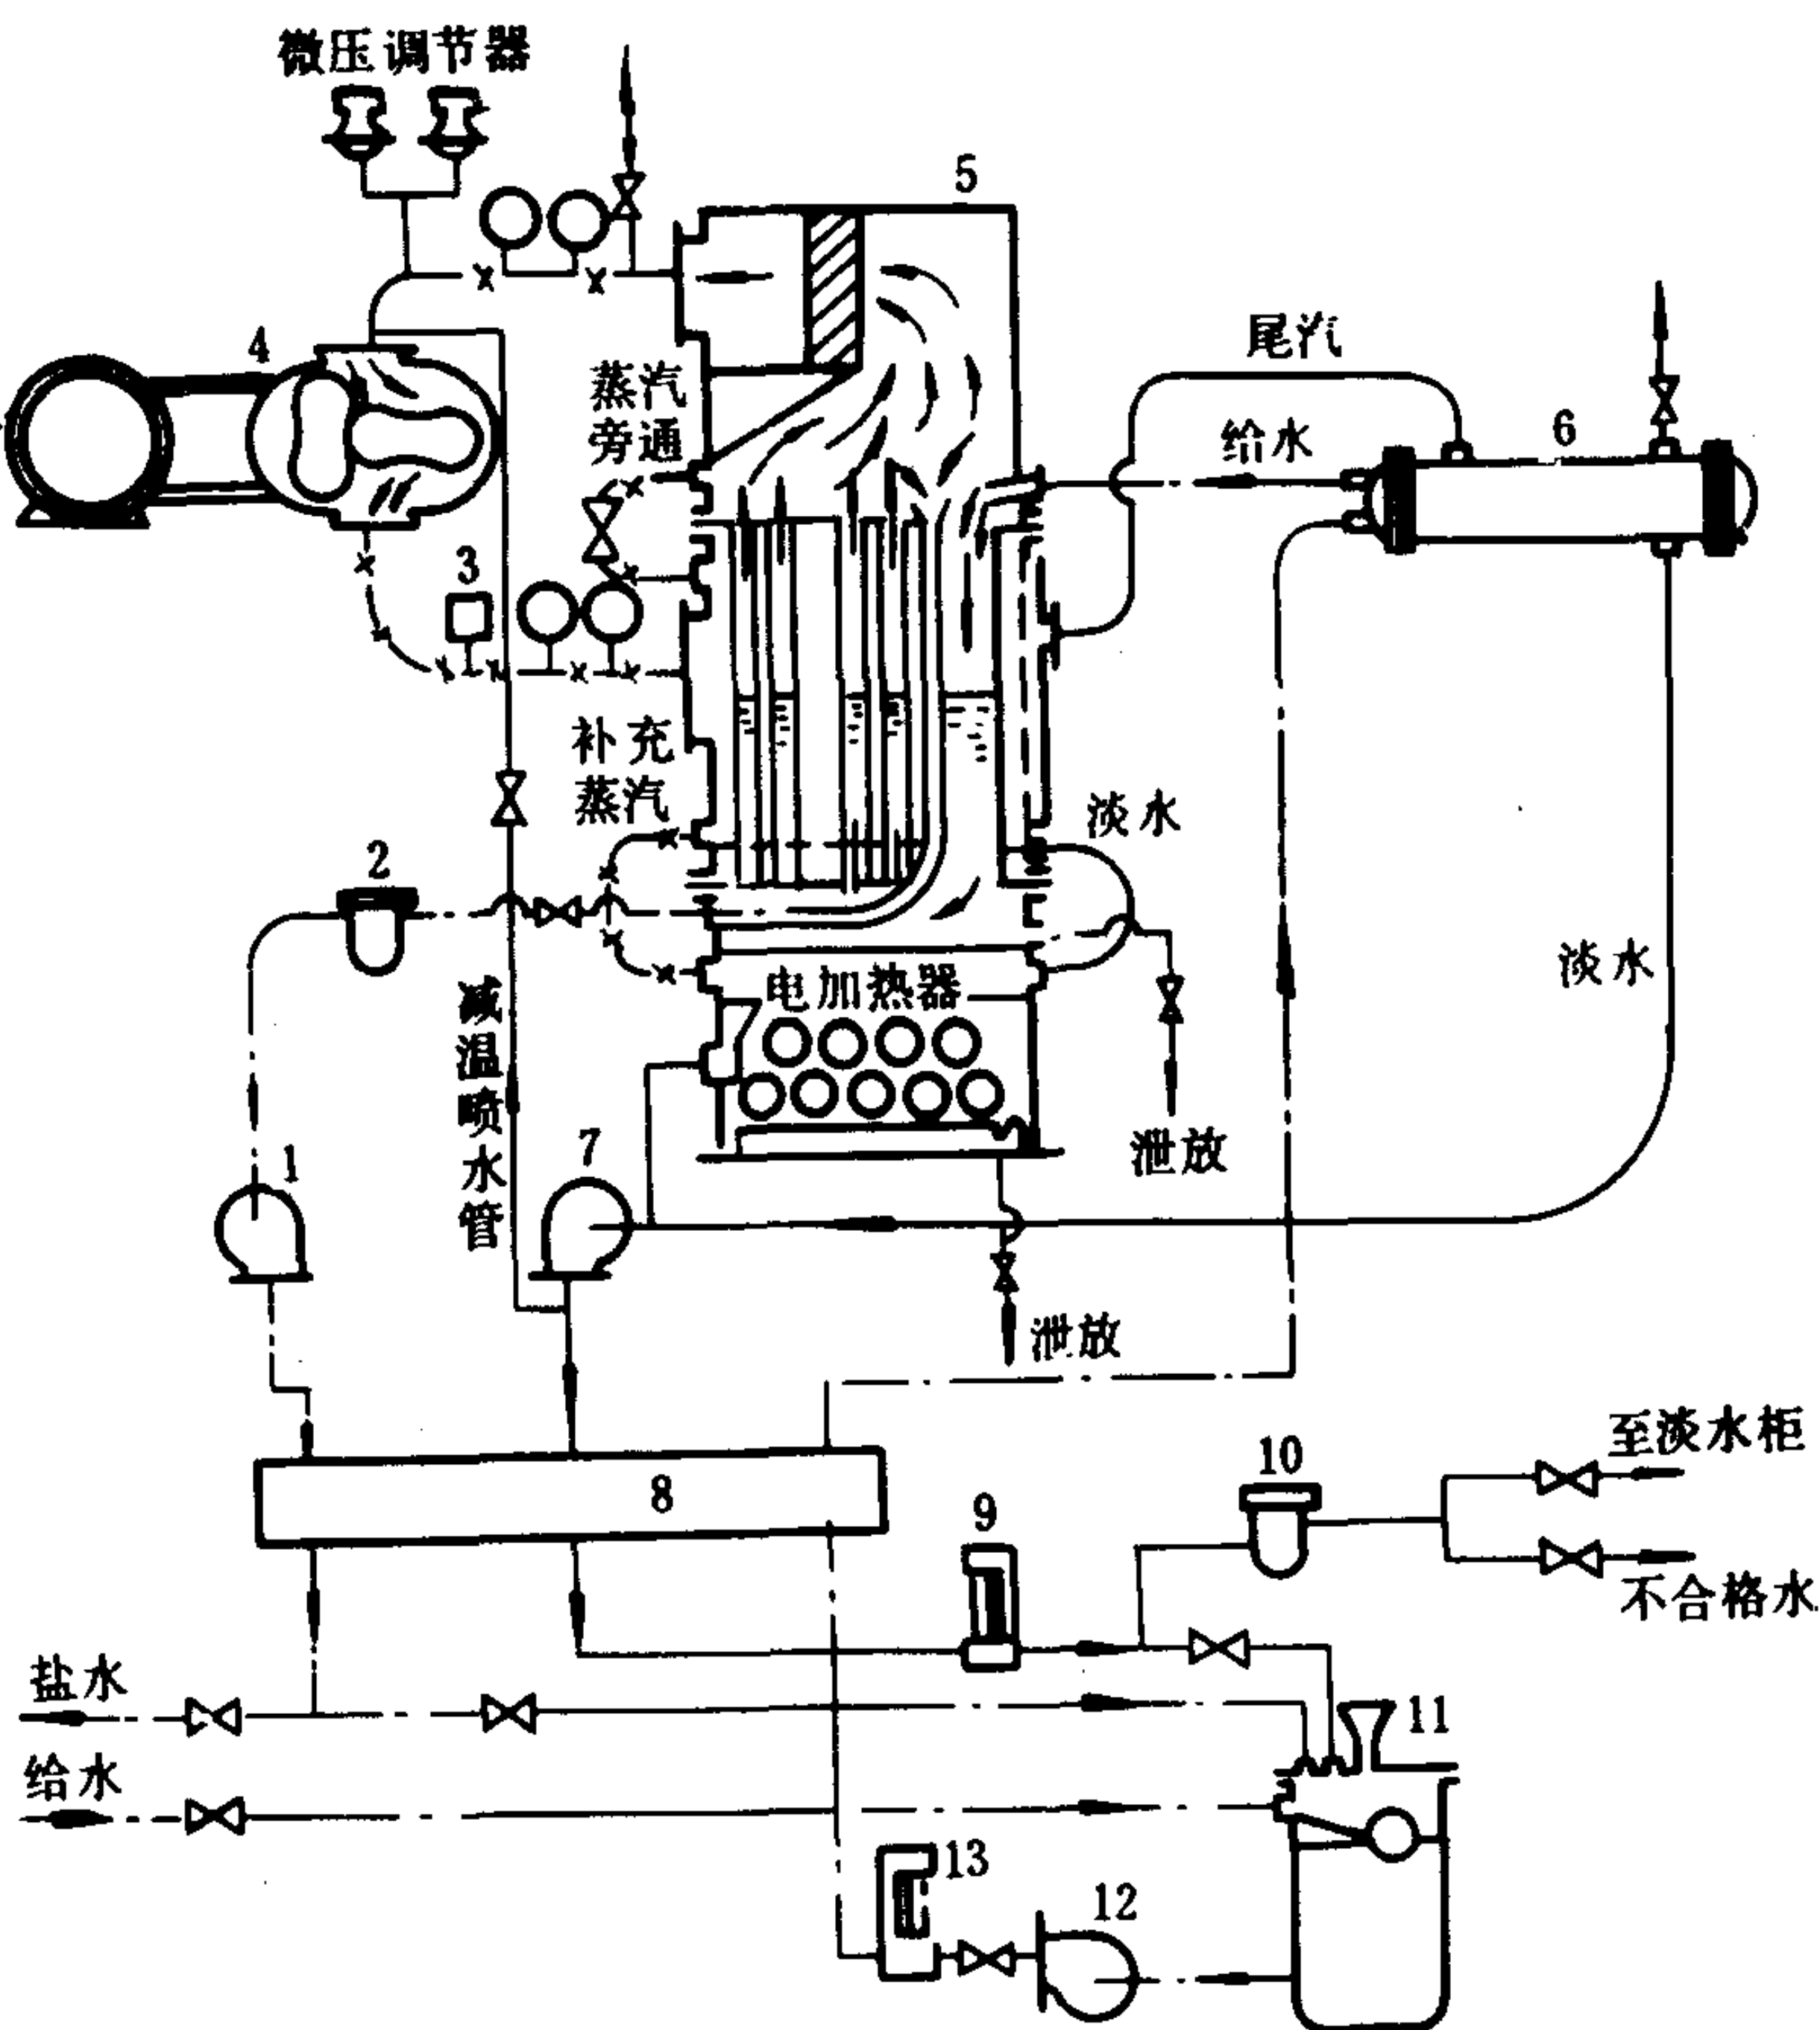 微压调节器
5
4
尾汽
蒸汽
旁通
给水
6
3
补充
蒸汽
淡水
2
淡水
电加热器
减温喷水管
泄放
1
7
泄放
至淡水柜
10
8
9
不合格水
盐水
11
给水
13
12